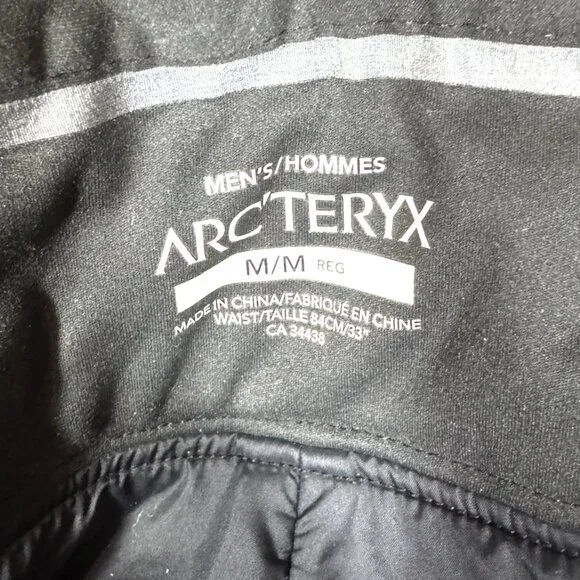 MEN'S/HOMMES
ARC'TERYX
M/M REG
MADE IN CHINA/FABRIQUÉ EN CHINE
WAIST/TAILLE 84CM/33"
CA 34438